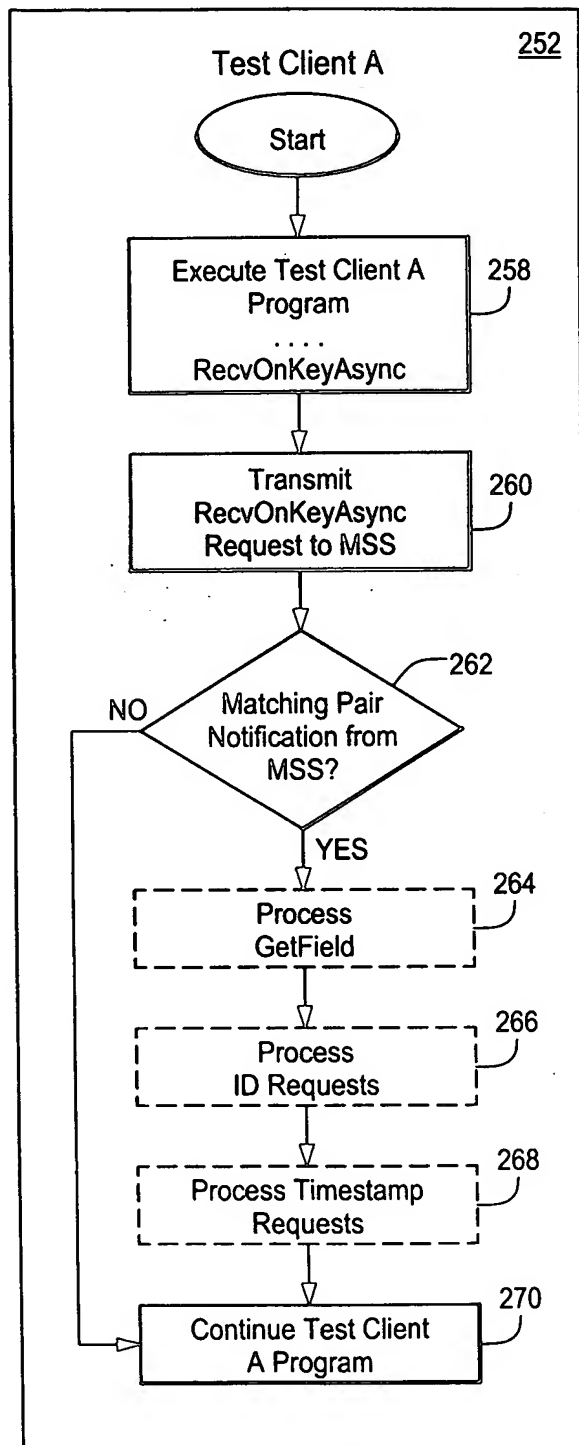 252
Test Client A
Start
Execute Test Client A
Program
. . . .
RecvOnKeyAsync
258
Transmit
RecvOnKeyAsync
Request to MSS
260
Matching Pair
Notification from
MSS?
262
NO
YES
Process
GetField
264
Process
ID Requests
266
Process Timestamp
Requests
268
Continue Test Client
A Program
270